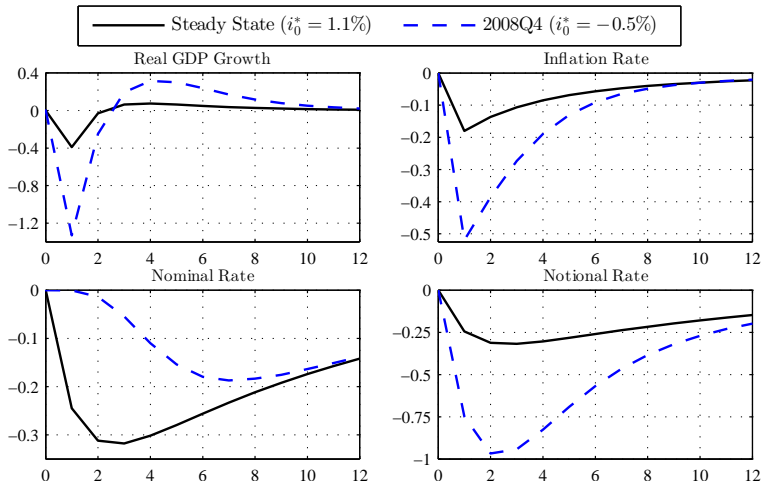 Steady State (i₀* = 1.1%) 2008Q4 (i₀* = −0.5%)
Real GDP Growth
0.4
0
−0.4
−0.8
−1.2
0 2 4 6 8 10 12
Inflation Rate
0
−0.1
−0.2
−0.3
−0.4
−0.5
0 2 4 6 8 10 12
Nominal Rate
0
−0.1
−0.2
−0.3
0 2 4 6 8 10 12
Notional Rate
0
−0.25
−0.5
−0.75
−1
0 2 4 6 8 10 12